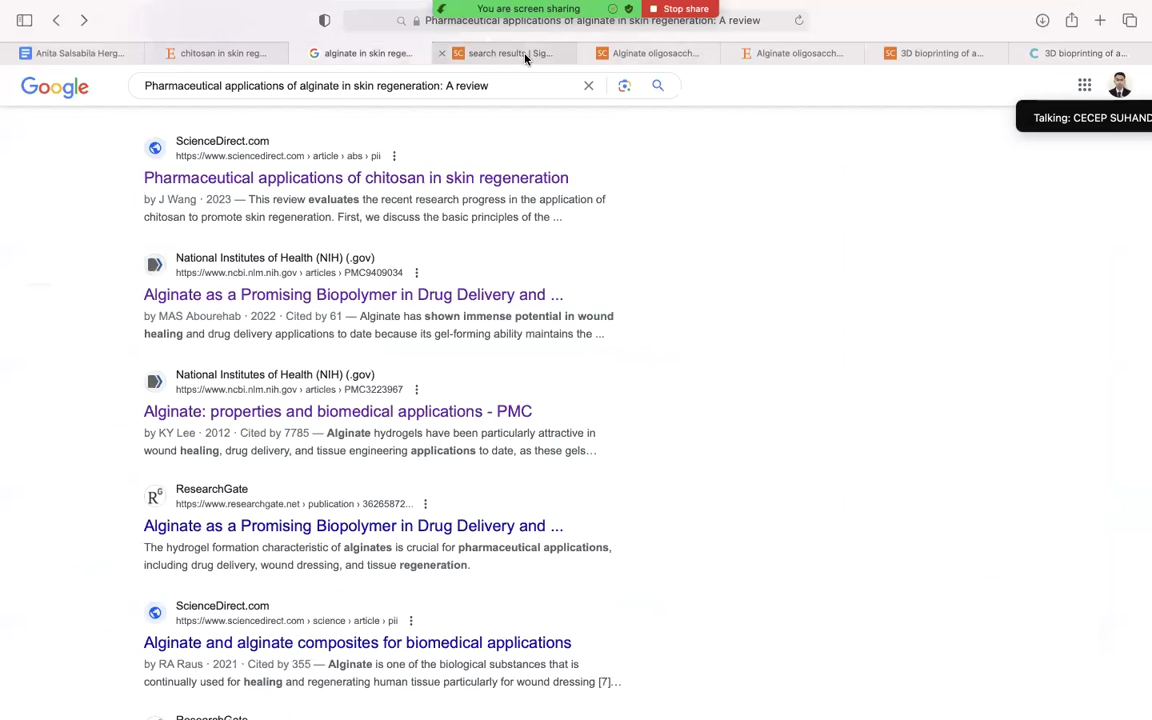 You are screen sharing
Stop share
Pharmaceutical applications of alginate in skin regeneration: A review
Anita Salsabila Herg...
chitosan in skin reg...
alginate in skin rege...
search results | Sig...
Alginate oligosacch...
Alginate oligosacch...
3D bioprinting of a...
3D bioprinting of a...
Google
Pharmaceutical applications of alginate in skin regeneration: A review
Talking: CECEP SUHAND
ScienceDirect.com
https://www.sciencedirect.com › article › abs › pii
Pharmaceutical applications of chitosan in skin regeneration
by J Wang · 2023 — This review evaluates the recent research progress in the application of
chitosan to promote skin regeneration. First, we discuss the basic principles of the ...
National Institutes of Health (NIH) (.gov)
https://www.ncbi.nlm.nih.gov › articles › PMC9409034
Alginate as a Promising Biopolymer in Drug Delivery and ...
by MAS Abourehab · 2022 · Cited by 61 — Alginate has shown immense potential in wound
healing and drug delivery applications to date because its gel-forming ability maintains the ...
National Institutes of Health (NIH) (.gov)
https://www.ncbi.nlm.nih.gov › articles › PMC3223967
Alginate: properties and biomedical applications - PMC
by KY Lee · 2012 · Cited by 7785 — Alginate hydrogels have been particularly attractive in
wound healing, drug delivery, and tissue engineering applications to date, as these gels...
ResearchGate
https://www.researchgate.net › publication › 36265872...
Alginate as a Promising Biopolymer in Drug Delivery and ...
The hydrogel formation characteristic of alginates is crucial for pharmaceutical applications,
including drug delivery, wound dressing, and tissue regeneration.
ScienceDirect.com
https://www.sciencedirect.com › science › article › pii
Alginate and alginate composites for biomedical applications
by RA Raus · 2021 · Cited by 355 — Alginate is one of the biological substances that is
continually used for healing and regenerating human tissue particularly for wound dressing [7]...
ResearchGate